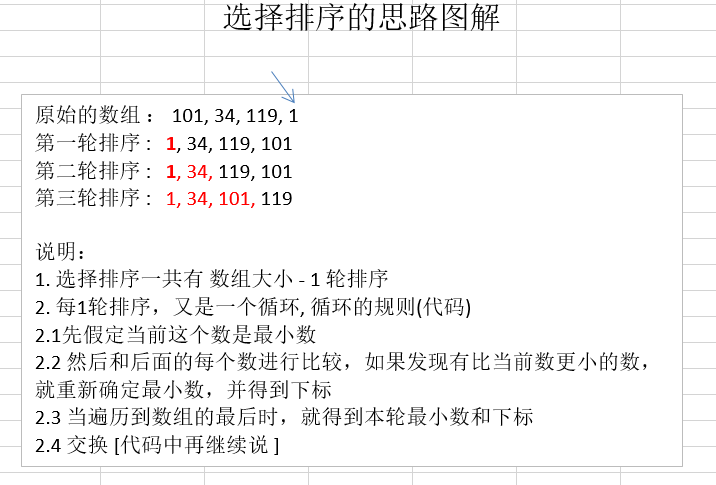 选择排序的思路图解
原始的数组 ： 101, 34, 119, 1
第一轮排序 : 1, 34, 119, 101
第二轮排序 : 1, 34, 119, 101
第三轮排序 : 1, 34, 101, 119
说明：
1. 选择排序一共有 数组大小 - 1 轮排序
2. 每1轮排序，又是一个循环, 循环的规则(代码)
2.1先假定当前这个数是最小数
2.2 然后和后面的每个数进行比较，如果发现有比当前数更小的数，
就重新确定最小数，并得到下标
2.3 当遍历到数组的最后时，就得到本轮最小数和下标
2.4 交换 [代码中再继续说 ]